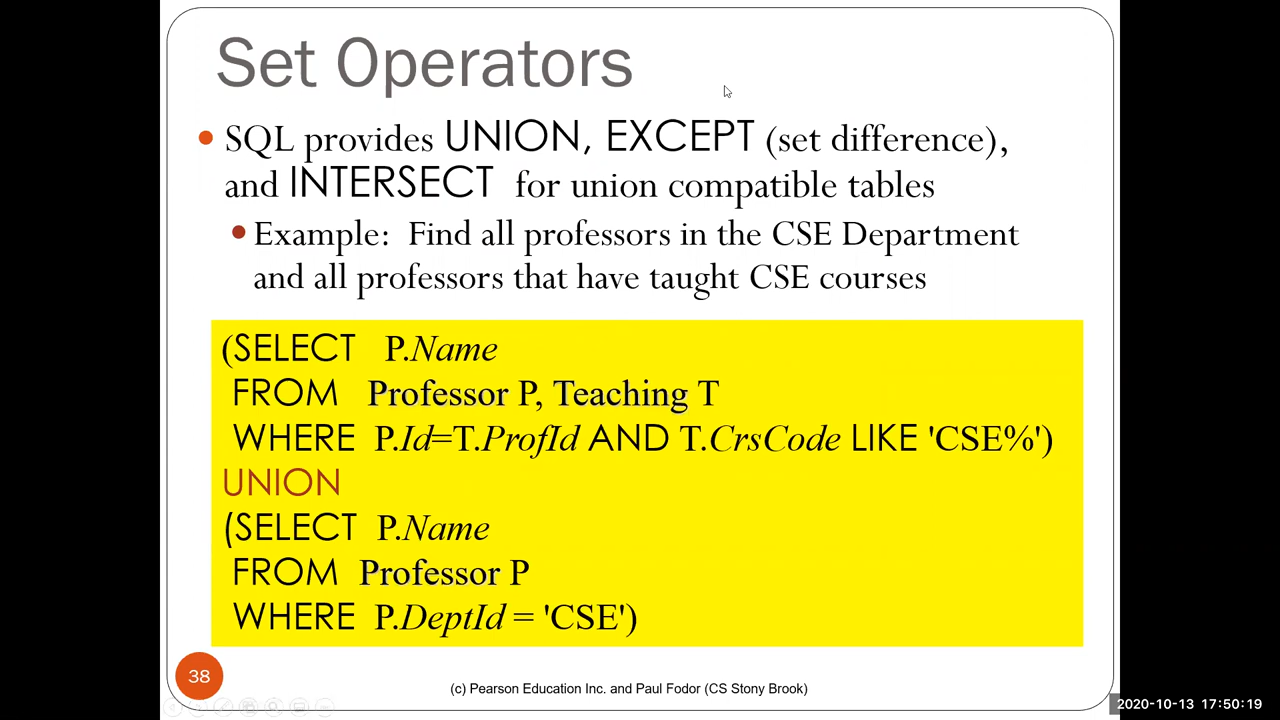 Set Operators
SQL provides UNION, EXCEPT (set difference),
and INTERSECT for union compatible tables
Example: Find all professors in the CSE Department
and all professors that have taught CSE courses
(SELECT P.Name
FROM Professor P, Teaching T
WHERE P.Id=T.ProfId AND T.CrsCode LIKE 'CSE%')
UNION
(SELECT P.Name
FROM Professor P
WHERE P.DeptId = 'CSE')
38
(c) Pearson Education Inc. and Paul Fodor (CS Stony Brook)
2020-10-13 17:50:19